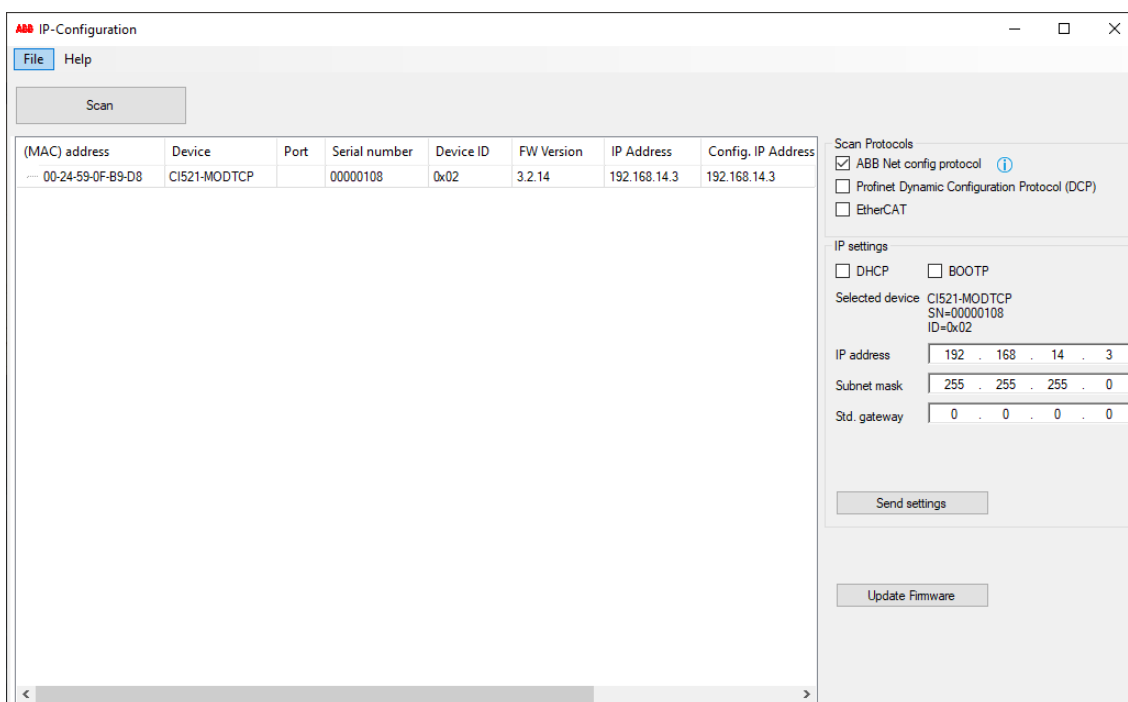 ABB IP-Configuration
File Help
Scan
(MAC) address Device Port Serial number Device ID FW Version IP Address Config. IP Address
00-24-59-0F-B9-D8 CI521-MODTCP 00000108 0x02 3.2.14 192.168.14.3 192.168.14.3
Scan Protocols
ABB Net config protocol
Profinet Dynamic Configuration Protocol (DCP)
EtherCAT
IP settings
DHCP BOOTP
Selected device CI521-MODTCP
SN=00000108
ID=0x02
IP address 192 . 168 . 14 . 3
Subnet mask 255 . 255 . 255 . 0
Std. gateway 0 . 0 . 0 . 0
Send settings
Update Firmware